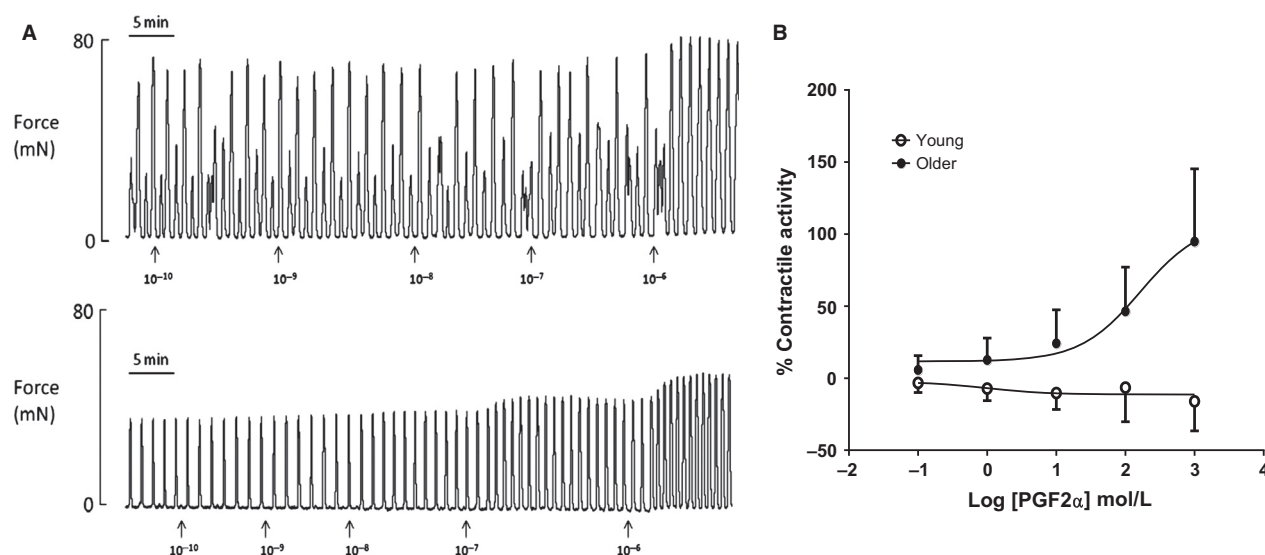 A
5 min
80
Force
(mN)
0
10⁻¹⁰ 10⁻⁹ 10⁻⁸ 10⁻⁷ 10⁻⁶
80
5 min
Force
(mN)
0
10⁻¹⁰ 10⁻⁹ 10⁻⁸ 10⁻⁷ 10⁻⁶
B
200
150
100
50
0
–50
% Contractile activity
Young
Older
–2 –1 0 1 2 3 4
Log [PGF2α] mol/L